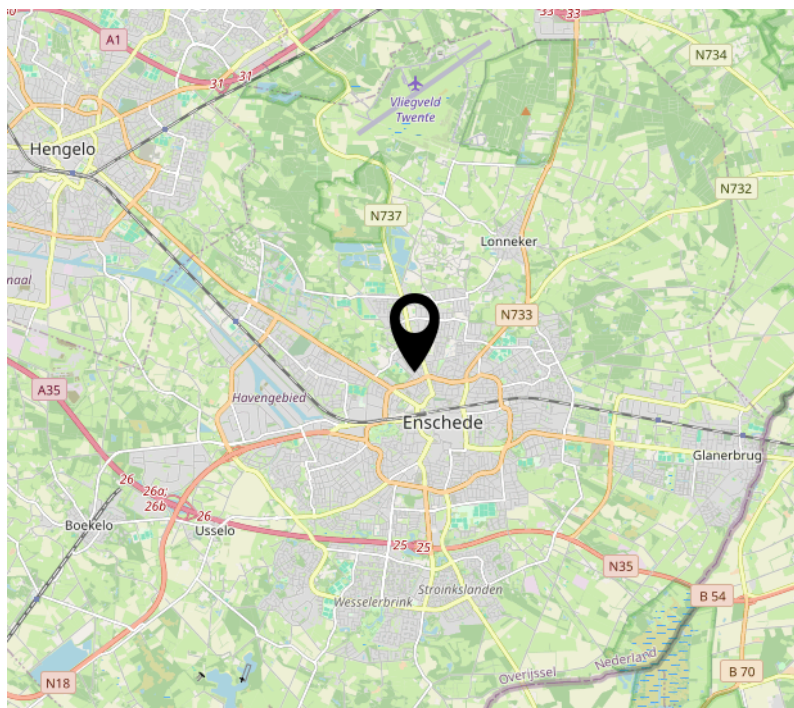 33
33
A1
N734
31
31
Vliegveld
Twente
Hengelo
N732
N737
Lonneker
N733
A35
Havengebied
Enschede
Glanerbrug
26
26a;
26b
26
Boekelo
Usselo
25
25
N35
Stroinkslanden
Wesselerbrink
B 54
Nederland
Overijssel
B 70
N18